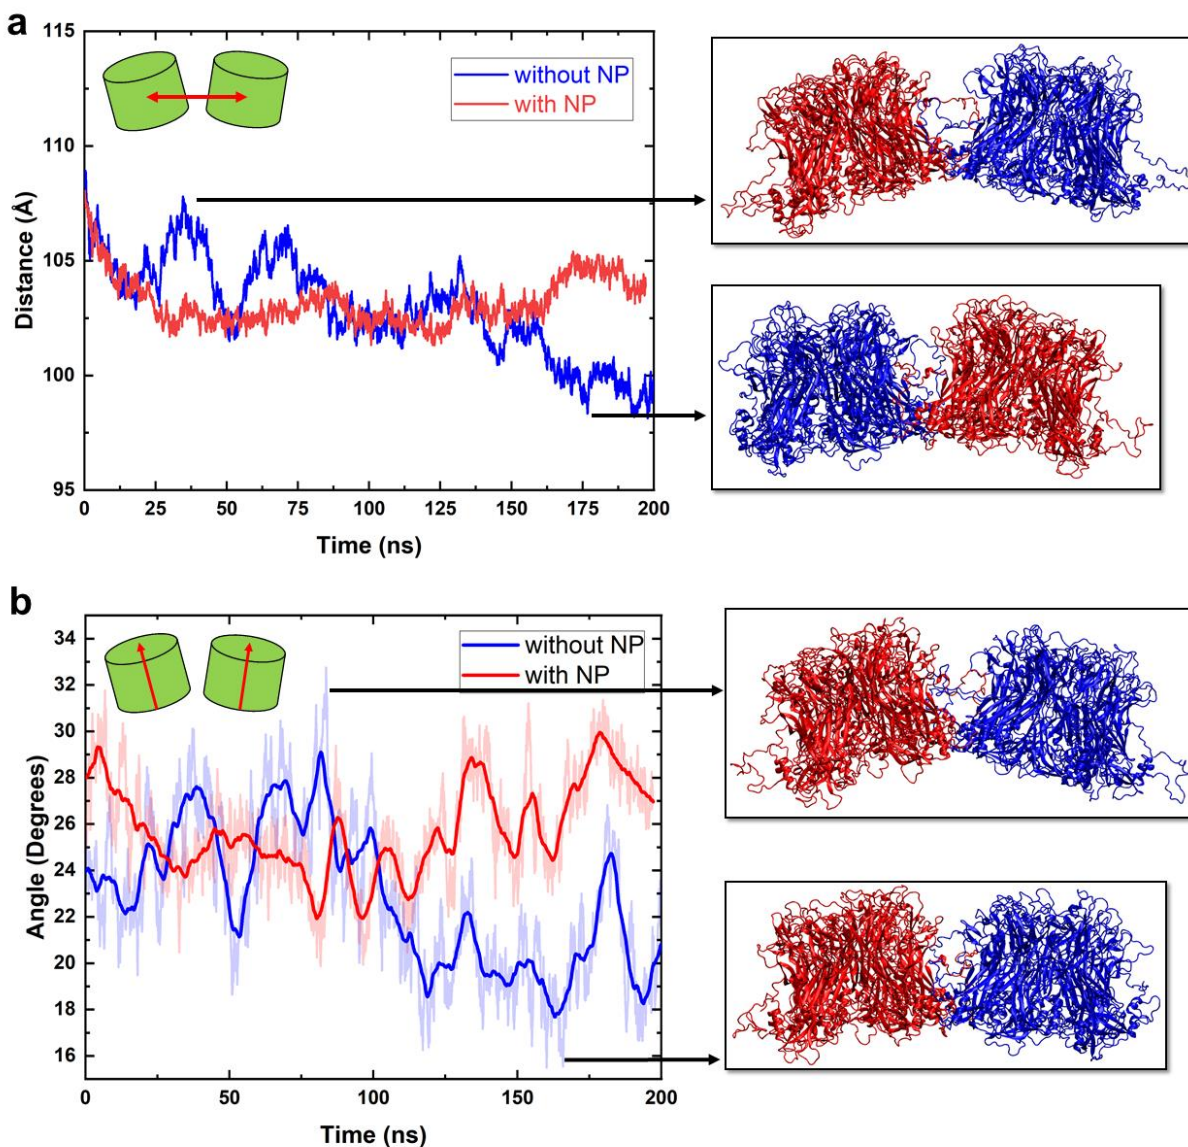 a
115
110
105
100
95
Distance (Å)
without NP
with NP
0 25 50 75 100 125 150 175 200
Time (ns)
b
34
32
30
28
26
24
22
20
18
16
Angle (Degrees)
without NP
with NP
0 50 100 150 200
Time (ns)